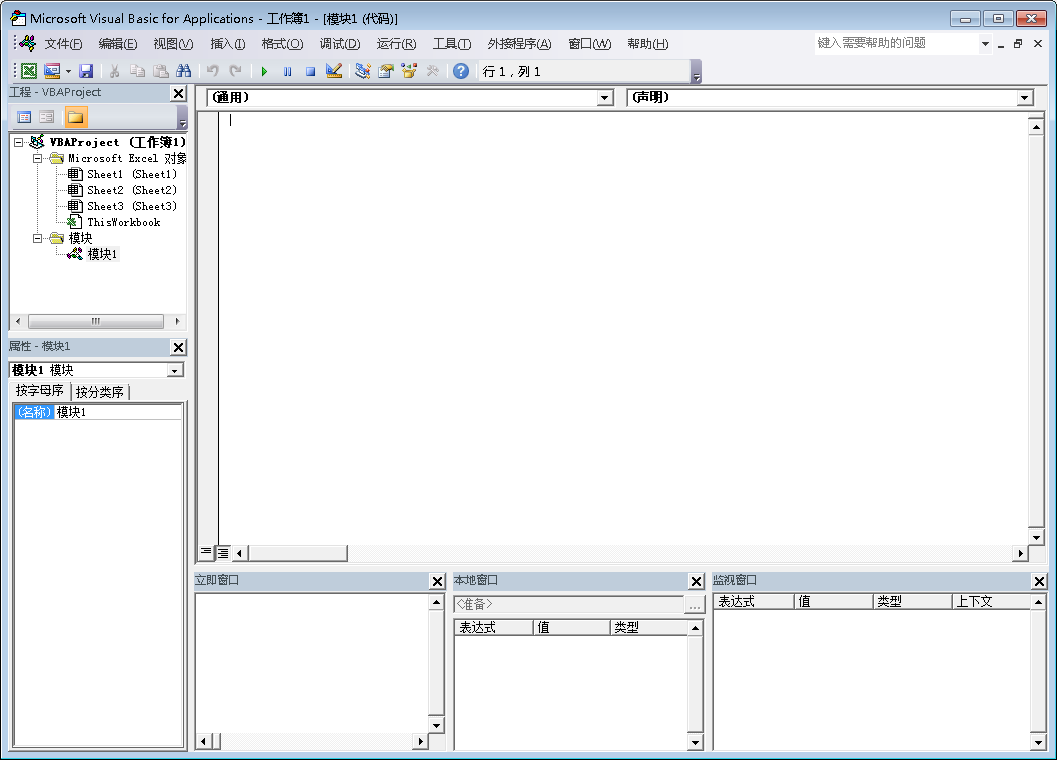 Microsoft Visual Basic for Applications - 工作簿1 - [模块1 (代码)]
文件(F) 编辑(E) 视图(V) 插入(I) 格式(O) 调试(D) 运行(R) 工具(T) 外接程序(A) 窗口(W) 帮助(H) 键入需要帮助的问题
行 1 , 列 1
工程 - VBAProject
(通用) (声明)
VBAProject (工作簿1)
Microsoft Excel 对象
Sheet1 (Sheet1)
Sheet2 (Sheet2)
Sheet3 (Sheet3)
ThisWorkbook
模块
模块1
属性 - 模块1
模块1 模块
按字母序 按分类序
(名称) 模块1
立即窗口
本地窗口
<准备> ...
表达式 值 类型
监视窗口
表达式 值 类型 上下文